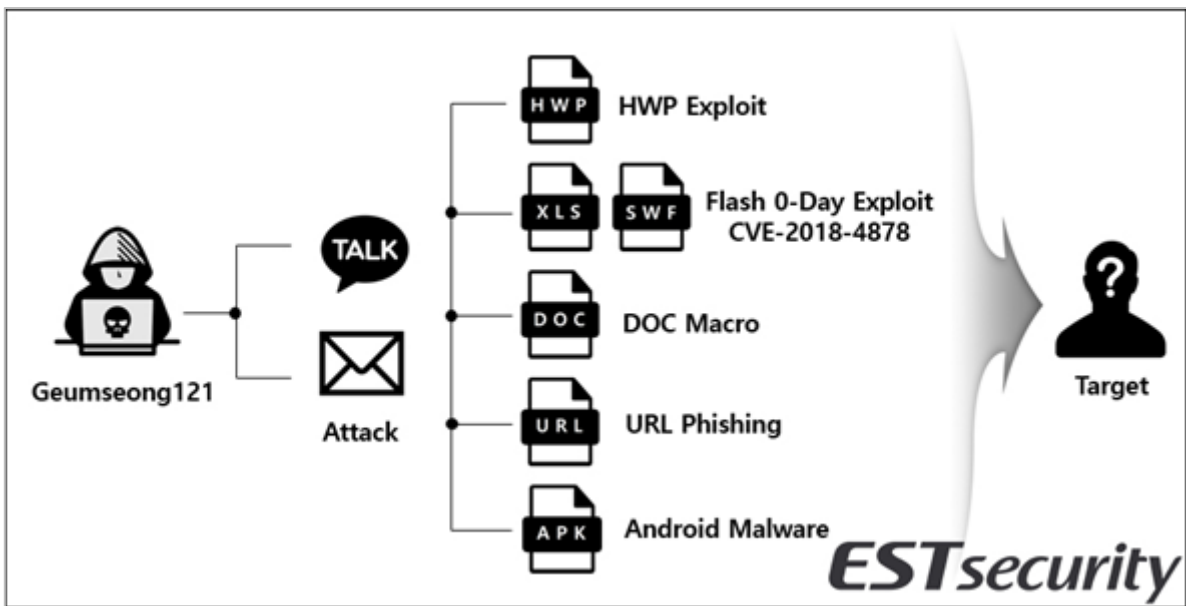 Geumseong121
TALK
Attack
HWP
HWP Exploit
XLS
SWF
Flash 0-Day Exploit
CVE-2018-4878
DOC
DOC Macro
URL
URL Phishing
APK
Android Malware
?
Target
ESTsecurity